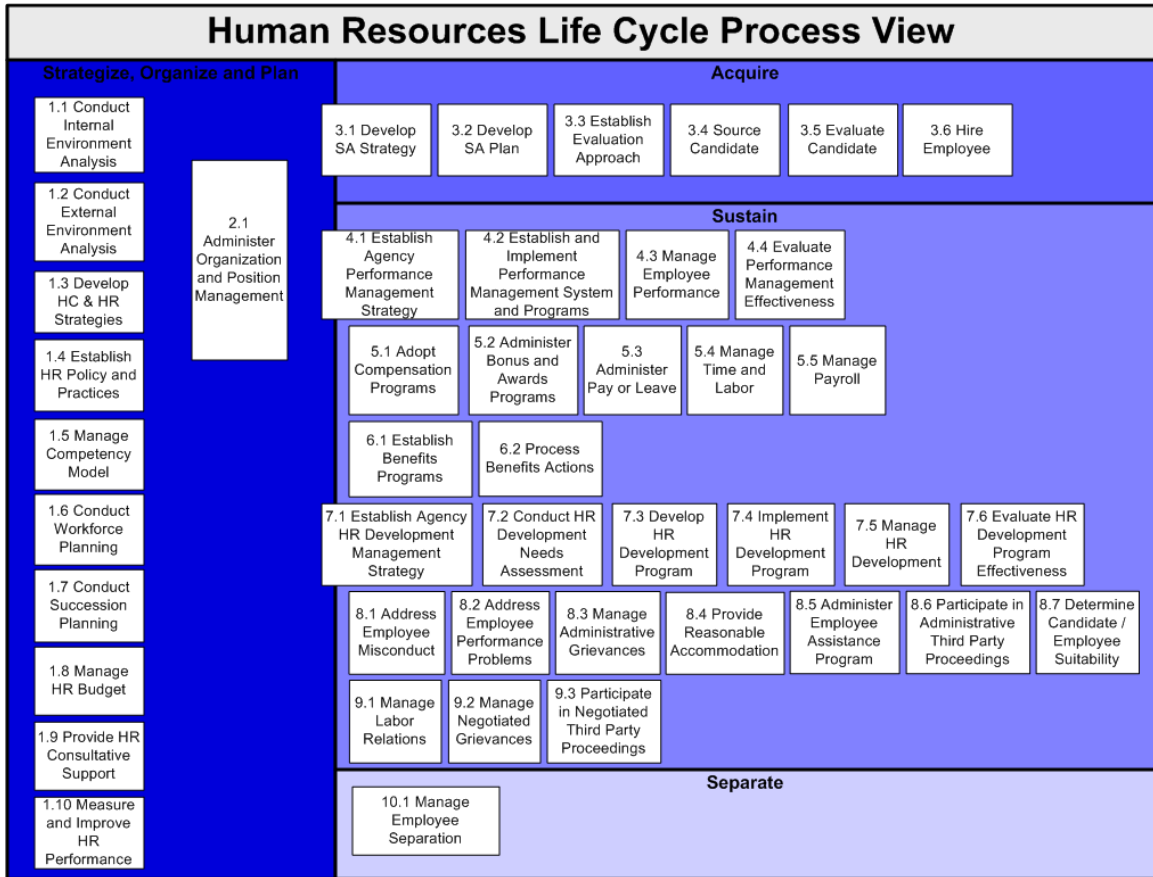 Human Resources Life Cycle Process View
Strategize, Organize and Plan
1.1 Conduct
Internal
Environment
Analysis
1.2 Conduct
External
Environment
Analysis
1.3 Develop
HC & HR
Strategies
1.4 Establish
HR Policy and
Practices
1.5 Manage
Competency
Model
1.6 Conduct
Workforce
Planning
1.7 Conduct
Succession
Planning
1.8 Manage
HR Budget
1.9 Provide HR
Consultative
Support
1.10 Measure
and Improve
HR
Performance
2.1
Administer
Organization
and Position
Management
Acquire
3.1 Develop
SA Strategy
3.2 Develop
SA Plan
3.3 Establish
Evaluation
Approach
3.4 Source
Candidate
3.5 Evaluate
Candidate
3.6 Hire
Employee
Sustain
4.1 Establish
Agency
Performance
Management
Strategy
4.2 Establish and
Implement
Performance
Management System
and Programs
4.3 Manage
Employee
Performance
4.4 Evaluate
Performance
Management
Effectiveness
5.1 Adopt
Compensation
Programs
5.2 Administer
Bonus and
Awards
Programs
5.3
Administer
Pay or Leave
5.4 Manage
Time and
Labor
5.5 Manage
Payroll
6.1 Establish
Benefits
Programs
6.2 Process
Benefits Actions
7.1 Establish Agency
HR Development
Management
Strategy
7.2 Conduct HR
Development
Needs
Assessment
7.3 Develop
HR
Development
Program
7.4 Implement
HR
Development
Program
7.5 Manage
HR
Development
7.6 Evaluate HR
Development
Program
Effectiveness
8.1 Address
Employee
Misconduct
8.2 Address
Employee
Performance
Problems
8.3 Manage
Administrative
Grievances
8.4 Provide
Reasonable
Accommodation
8.5 Administer
Employee
Assistance
Program
8.6 Participate in
Administrative
Third Party
Proceedings
8.7 Determine
Candidate /
Employee
Suitability
9.1 Manage
Labor
Relations
9.2 Manage
Negotiated
Grievances
9.3 Participate
in Negotiated
Third Party
Proceedings
Separate
10.1 Manage
Employee
Separation